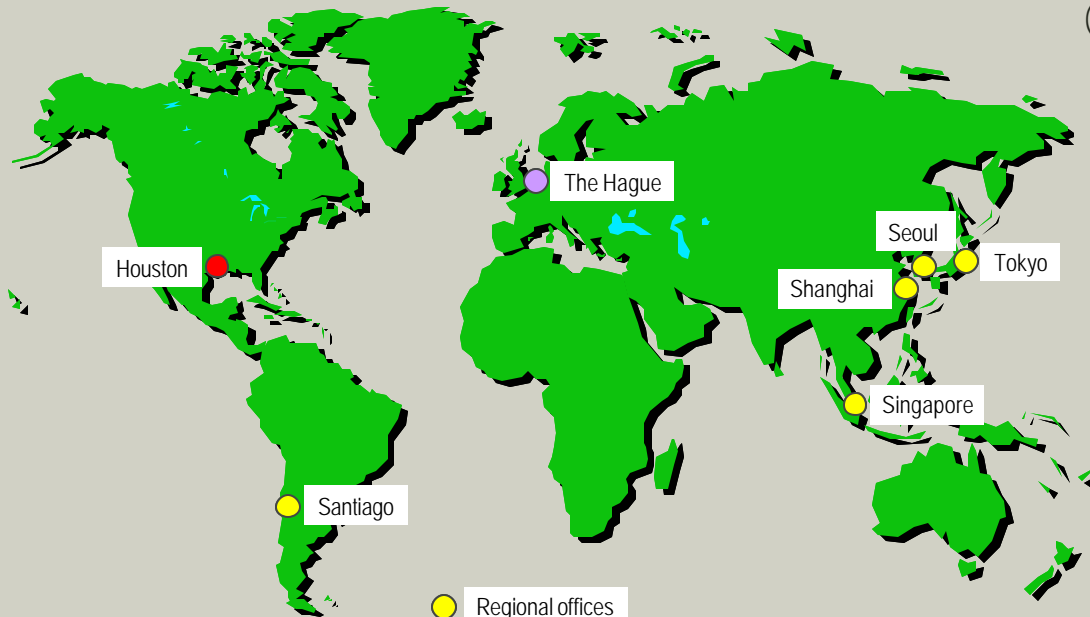 The Hague
Seoul
Houston
Tokyo
Shanghai
Singapore
Santiago
Regional offices